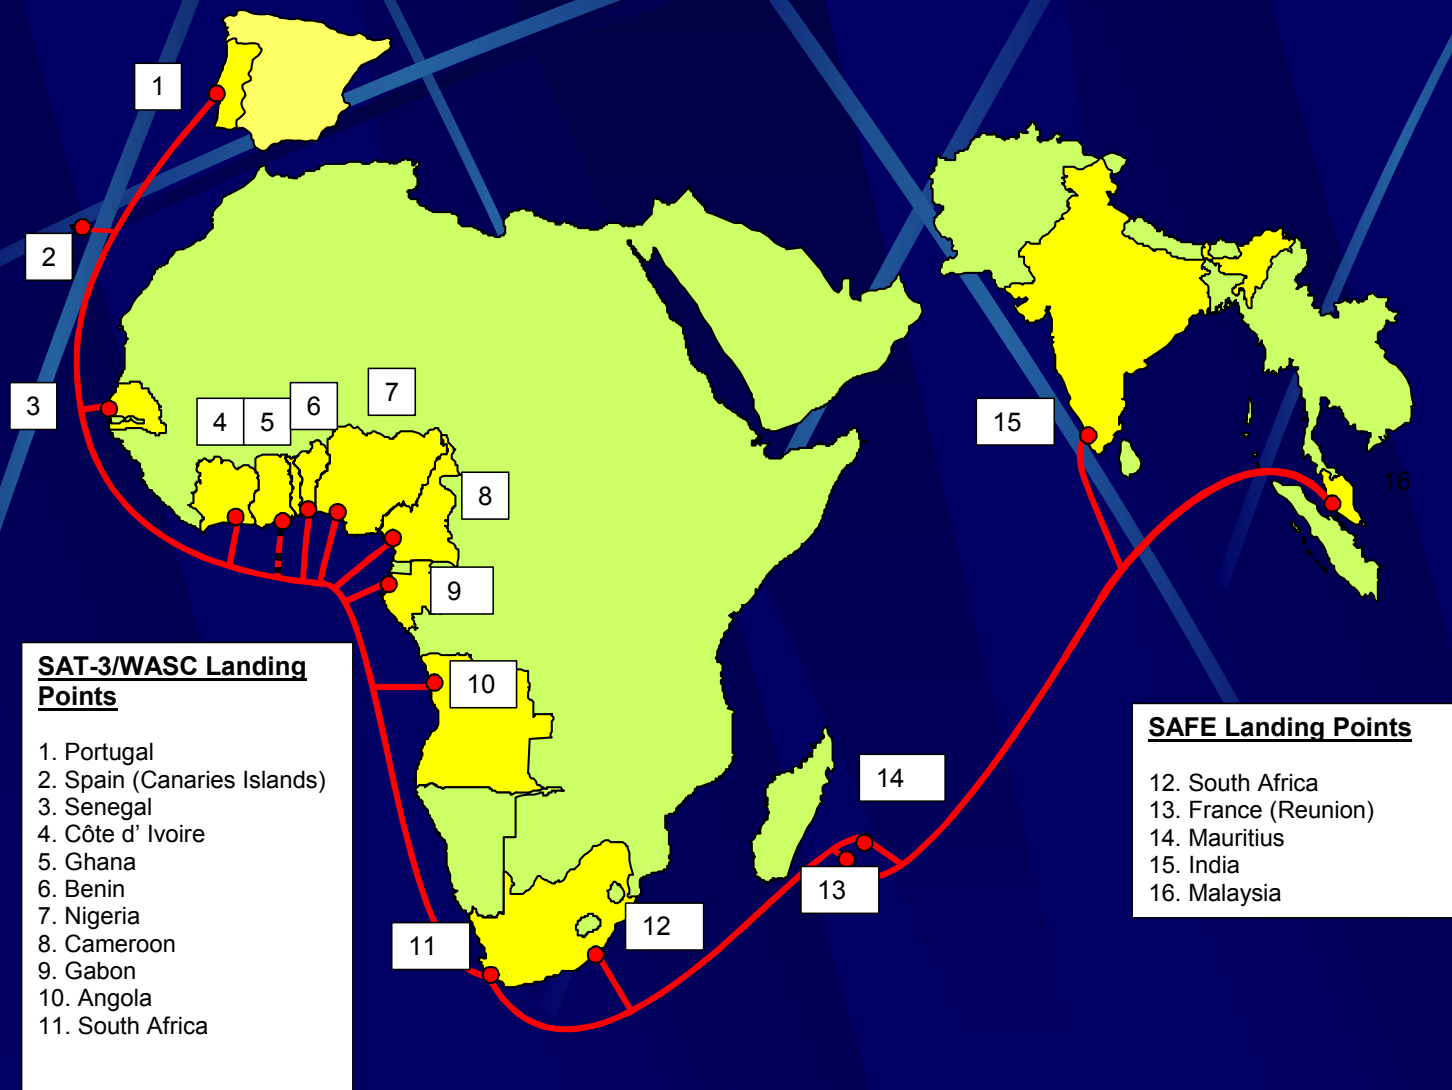 1
2
3
4
5
6
7
8
9
10
11
12
13
14
15
16
SAT-3/WASC Landing
Points
1. Portugal
2. Spain (Canaries Islands)
3. Senegal
4. Côte d’ Ivoire
5. Ghana
6. Benin
7. Nigeria
8. Cameroon
9. Gabon
10. Angola
11. South Africa
SAFE Landing Points
12. South Africa
13. France (Reunion)
14. Mauritius
15. India
16. Malaysia